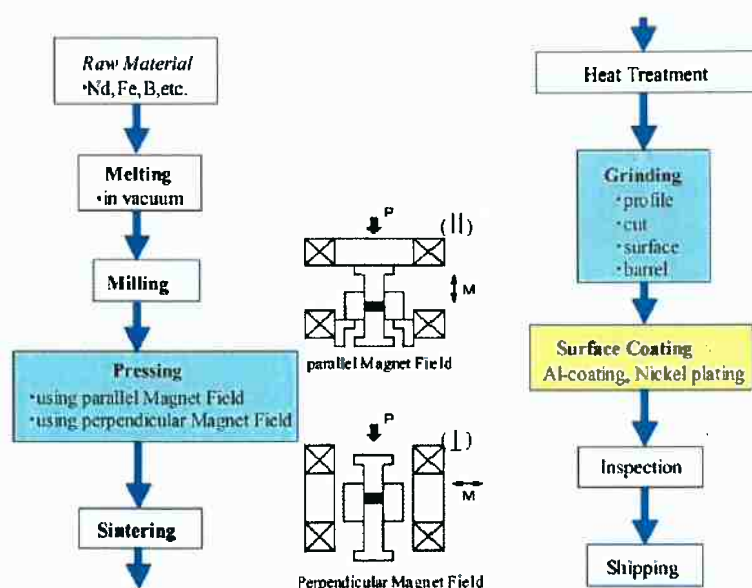 Raw Material
•Nd, Fe, B, etc.
Melting
•in vacuum
Milling
Pressing
•using parallel Magnet Field
•using perpendicular Magnet Field
Sintering
P
(||)
M
parallel Magnet Field
P
(⊥)
M
Perpendicular Magnet Field
Heat Treatment
Grinding
•profile
•cut
•surface
•barrel
Surface Coating
Al-coating, Nickel plating
Inspection
Shipping